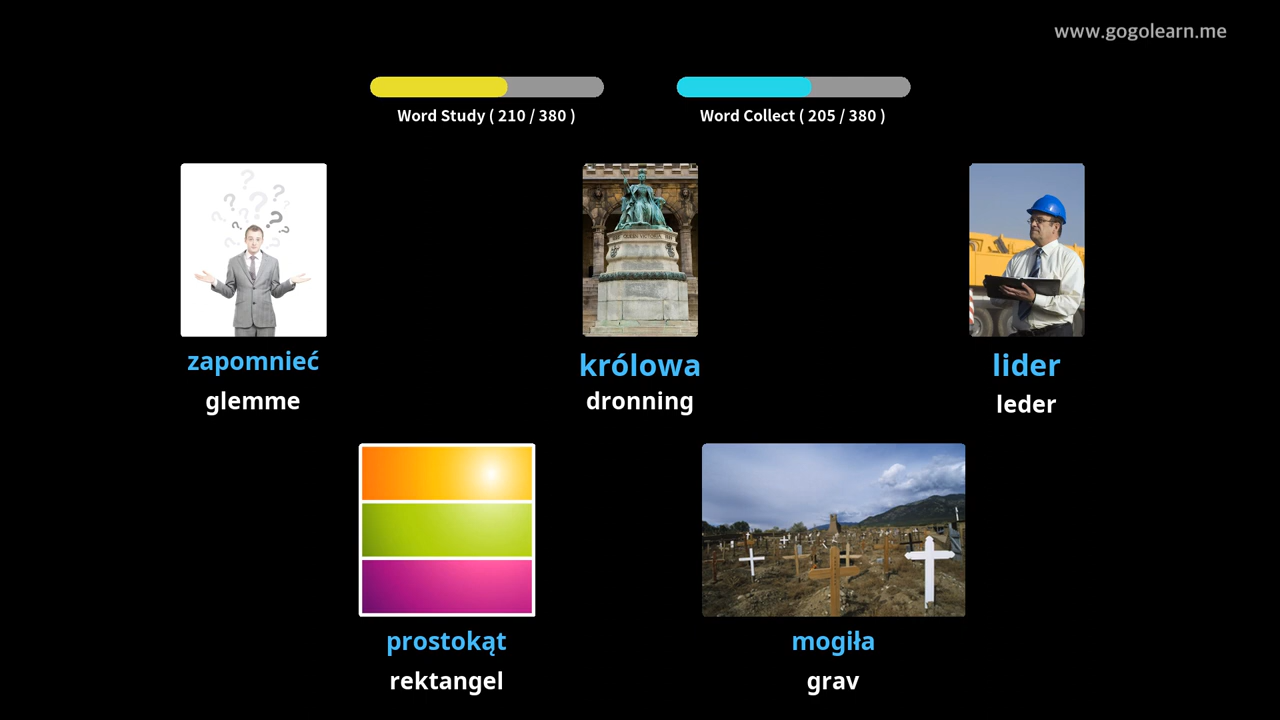 www.gogolearn.me
Word Study ( 210 / 380 )
Word Collect ( 205 / 380 )
zapomnieć
glemme
królowa
dronning
lider
leder
prostokąt
rektangel
mogiła
grav